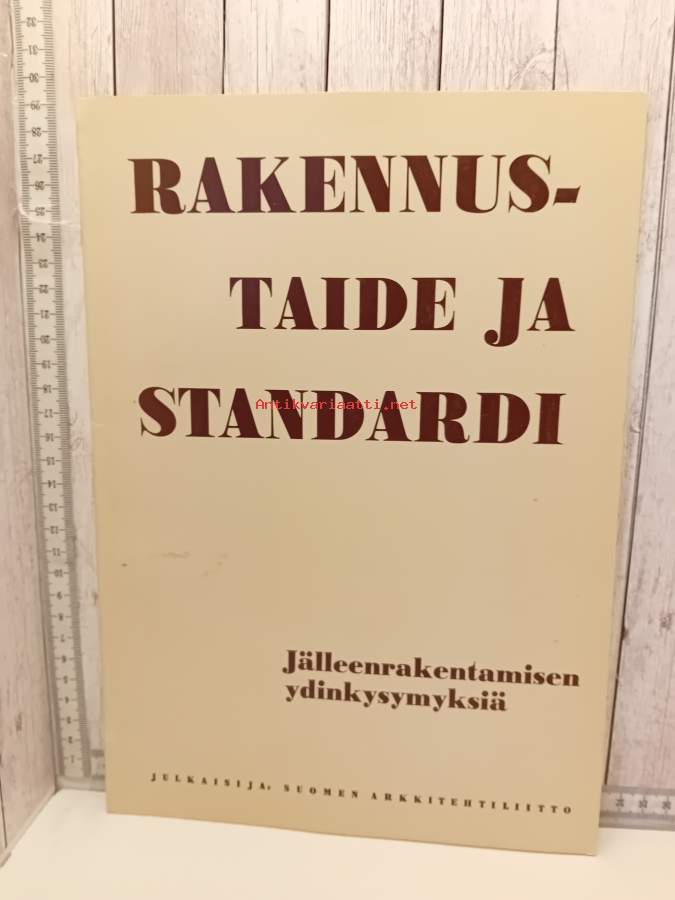 RAKENNUS-
TAIDE JA
STANDARDI
Antikvariaatti.net
Jälleenrakentamisen
ydinkysymyksiä
JULKAISIJA: SUOMEN ARKKITEHTILIITTO